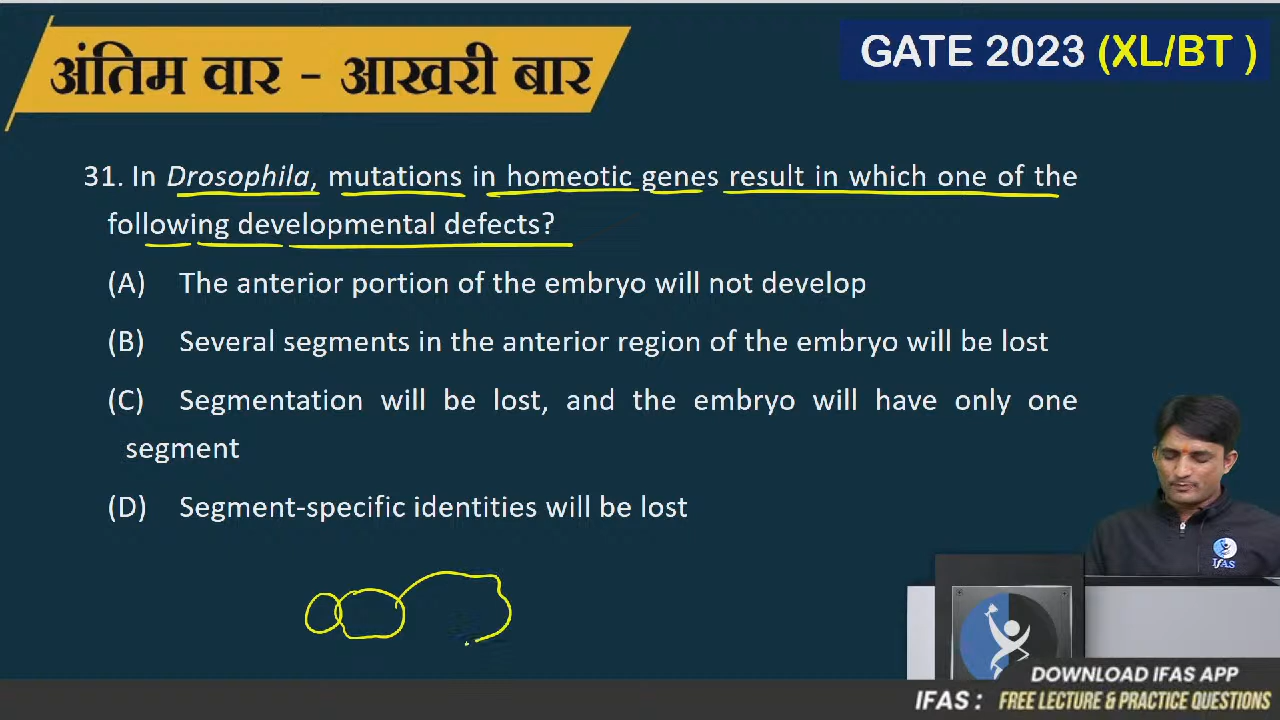 अंतिम वार - आखरी बार
GATE 2023 (XL/BT )
31. In Drosophila, mutations in homeotic genes result in which one of the
following developmental defects?
(A) The anterior portion of the embryo will not develop
(B) Several segments in the anterior region of the embryo will be lost
(C) Segmentation will be lost, and the embryo will have only one
segment
(D) Segment-specific identities will be lost
IFAS
DOWNLOAD IFAS APP
IFAS : FREE LECTURE & PRACTICE QUESTIONS